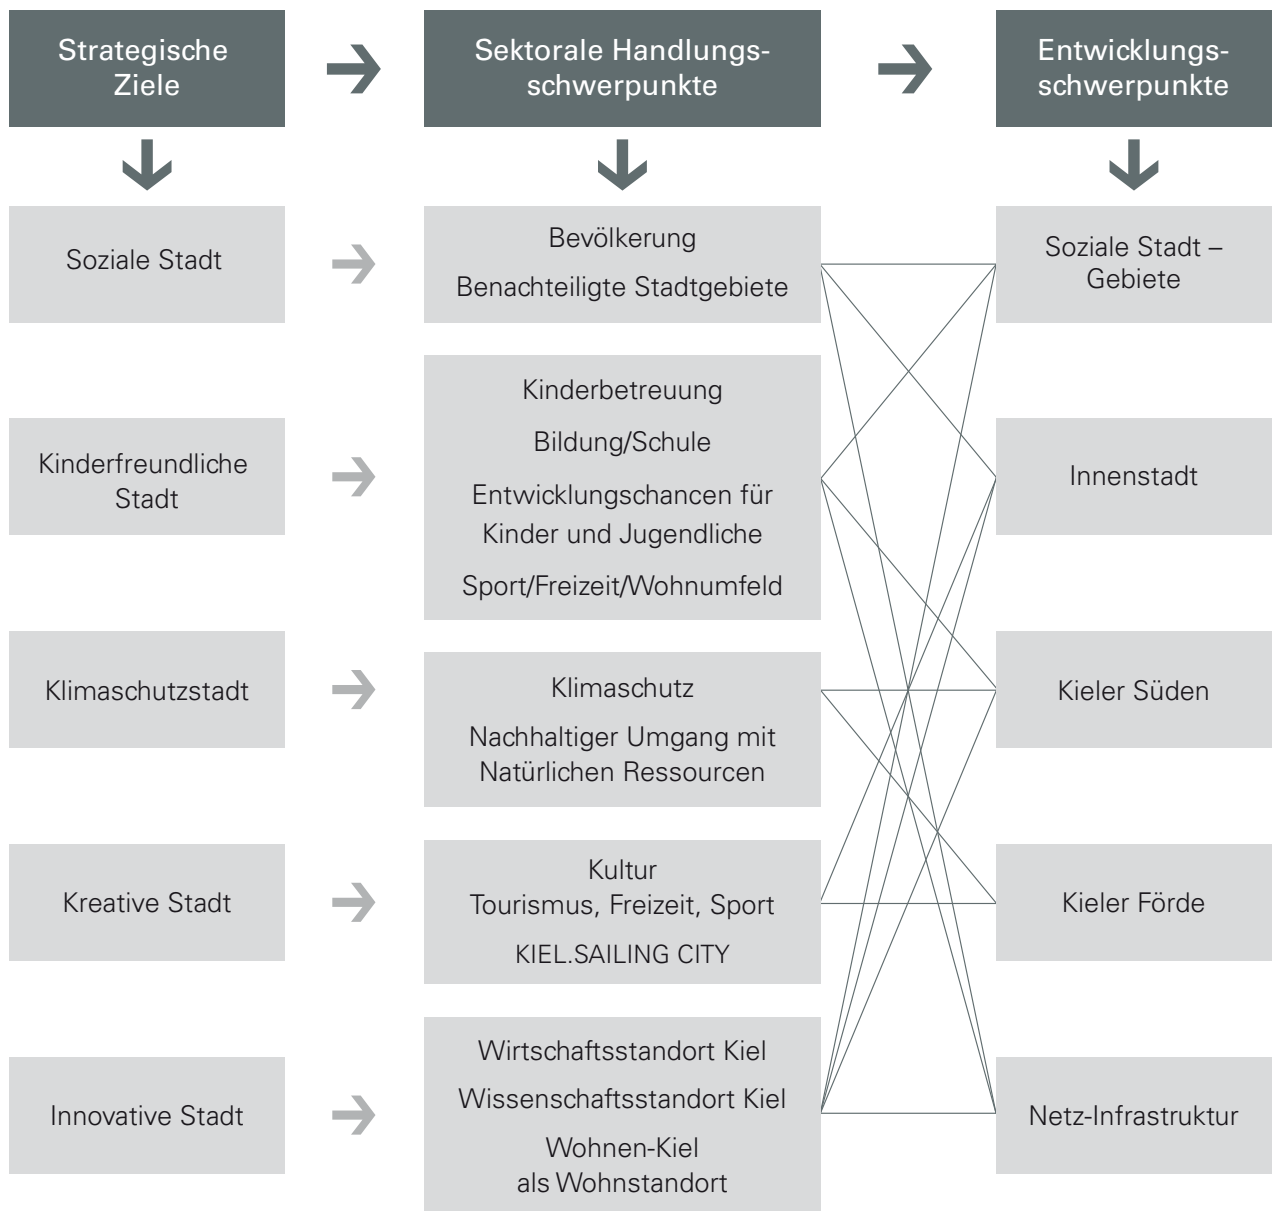 Strategische
Ziele
Sektorale Handlungs-
schwerpunkte
Entwicklungs-
schwerpunkte
Soziale Stadt
Bevölkerung
Benachteiligte Stadtgebiete
Soziale Stadt –
Gebiete
Kinderfreundliche
Stadt
Kinderbetreuung
Bildung/Schule
Entwicklungschancen für
Kinder und Jugendliche
Sport/Freizeit/Wohnumfeld
Innenstadt
Klimaschutzstadt
Klimaschutz
Nachhaltiger Umgang mit
Natürlichen Ressourcen
Kieler Süden
Kreative Stadt
Kultur
Tourismus, Freizeit, Sport
KIEL.SAILING CITY
Kieler Förde
Innovative Stadt
Wirtschaftsstandort Kiel
Wissenschaftsstandort Kiel
Wohnen-Kiel
als Wohnstandort
Netz-Infrastruktur